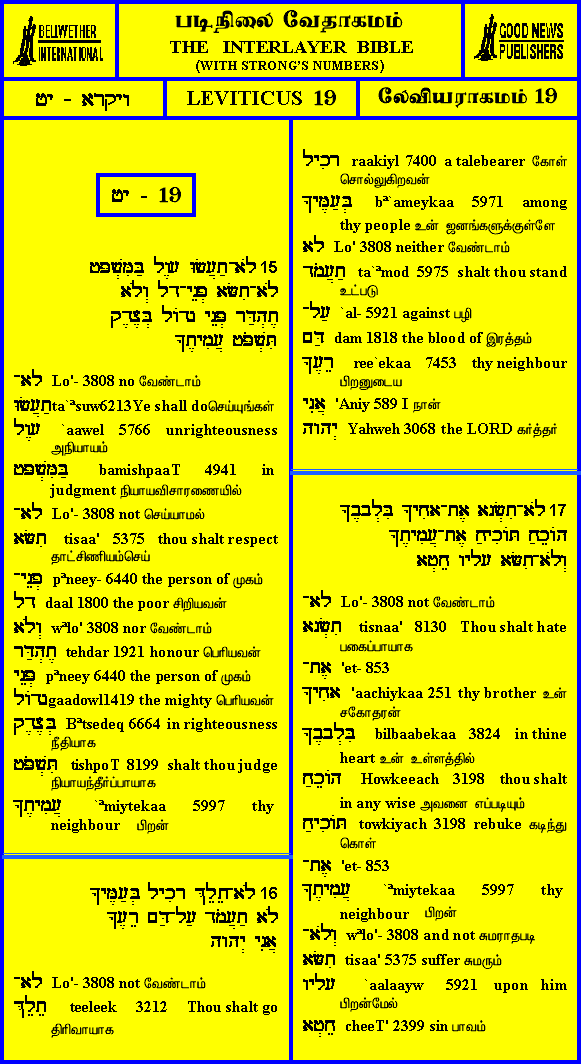 BELLWETHER
INTERNATIONAL
படிநிலை வேதாகமம்
THE INTERLAYER BIBLE
(WITH STRONG'S NUMBERS)
GOOD NEWS
PUBLISHERS
ויקרא - יט
LEVITICUS 19
லேவியராகமம் 19
יט - 19
15 לֹא־תַעֲשׂוּ עָוֶל בַּמִּשְׁפָּט
לֹא־תִשָּׂא פְנֵי־דָל וְלֹא
תֶהְדַּר פְּנֵי גָדוֹל בְּצֶדֶק
תִּשְׁפֹּט עֲמִיתֶךָ
לֹא־ Lo'- 3808 no வேண்டாம்
תַעֲשׂוּ ta`ªsuw6213Ye shall doசெய்யுங்கள்
עָוֶל `aawel 5766 unrighteousness
அநியாயம்
בַּמִּשְׁפָּט bamishpaaT 4941 in
judgment நியாயவிசாரணையில்
לֹא־ Lo'- 3808 not செய்யாமல்
תִשָּׂא tisaa' 5375 thou shalt respect
தாட்சிணியம்செய்
פְנֵי־ pªneey- 6440 the person of முகம்
דָל daal 1800 the poor சிறியவன்
וְלֹא wªlo' 3808 nor வேண்டாம்
תֶהְדַּר tehdar 1921 honour பெரியவன்
פְּנֵי pªneey 6440 the person of முகம்
גָדוֹל gaadowl1419 the mighty பெரியவன்
בְּצֶדֶק Bªtsedeq 6664 in righteousness
நீதியாக
תִּשְׁפֹּט tishpoT 8199 shalt thou judge
நியாயந்தீர்ப்பாயாக
עֲמִיתֶךָ `ªmiytekaa 5997 thy
neighbour பிறன்
16 לֹא־תֵלֵךְ רָכִיל בְּעַמֶּיךָ
לֹא תַעֲמֹד עַל־דַּם רֵעֶךָ
אֲנִי יְהוָה
לֹא־ Lo'- 3808 not வேண்டாம்
תֵלֵךְ teeleek 3212 Thou shalt go
திரிவாயாக
רָכִיל raakiyl 7400 a talebearer கோள்
சொல்லுகிறவன்
בְּעַמֶּיךָ bª`ameykaa 5971 among
thy people உன் ஜனங்களுக்குள்ளே
לֹא Lo' 3808 neither வேண்டாம்
תַעֲמֹד ta`ªmod 5975 shalt thou stand
உட்படு
עַל־ `al- 5921 against பழி
דַּם dam 1818 the blood of இரத்தம்
רֵעֶךָ ree`ekaa 7453 thy neighbour
பிறனுடைய
אֲנִי 'Aniy 589 I நான்
יְהוָה Yahweh 3068 the LORD கர்த்தர்
17 לֹא־תִשְׂנָא אֶת־אָחִיךָ בִּלְבָבֶךָ
הוֹכֵחַ תּוֹכִיחַ אֶת־עֲמִיתֶךָ
וְלֹא־תִשָּׂא עָלָיו חֵטְא
לֹא־ Lo'- 3808 not வேண்டாம்
תִשְׂנָא tisnaa' 8130 Thou shalt hate
பகைப்பாயாக
אֶת־ 'et- 853
אָחִיךָ 'aachiykaa 251 thy brother உன்
சகோதரன்
בִּלְבָבֶךָ bilbaabekaa 3824 in thine
heart உன் உள்ளத்தில்
הוֹכֵחַ Howkeeach 3198 thou shalt
in any wise அவனை எப்படியும்
תּוֹכִיחַ towkiyach 3198 rebuke கடிந்து
கொள்
אֶת־ 'et- 853
עֲמִיתֶךָ `ªmiytekaa 5997 thy
neighbour பிறன்
וְלֹא־ wªlo'- 3808 and not சுமராதபடி
תִשָּׂא tisaa' 5375 suffer சுமரும்
עָלָיו `aalaayw 5921 upon him
பிறன்மேல்
חֵטְא cheeT' 2399 sin பாவம்